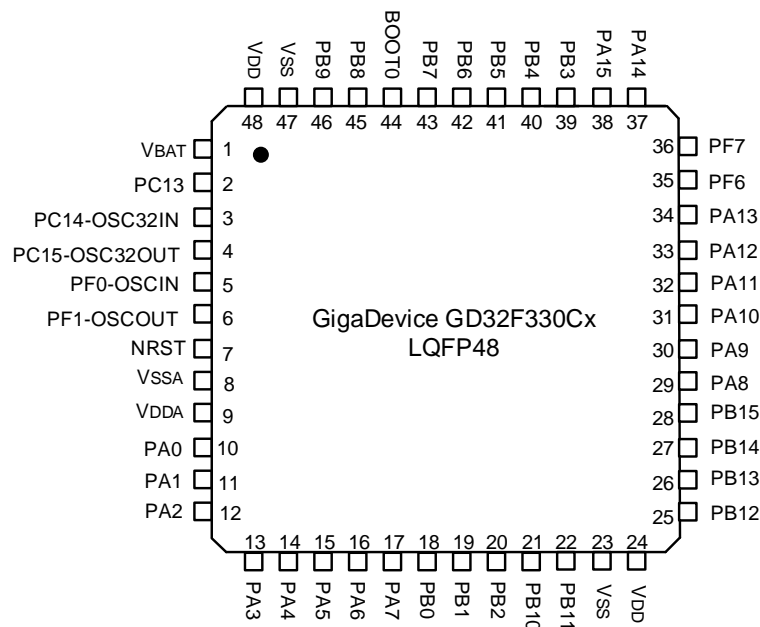 VDD VSS PB9 PB8 BOOT0 PB7 PB6 PB5 PB4 PB3 PA15 PA14
48 47 46 45 44 43 42 41 40 39 38 37
VBAT 1
PC13 2
PC14-OSC32IN 3
PC15-OSC32OUT 4
PF0-OSCIN 5
PF1-OSCOUT 6
NRST 7
VSSA 8
VDDA 9
PA0 10
PA1 11
PA2 12
GigaDevice GD32F330Cx
LQFP48
36 PF7
35 PF6
34 PA13
33 PA12
32 PA11
31 PA10
30 PA9
29 PA8
28 PB15
27 PB14
26 PB13
25 PB12
13 14 15 16 17 18 19 20 21 22 23 24
PA3 PA4 PA5 PA6 PA7 PB0 PB1 PB2 PB10 PB11 VSS VDD